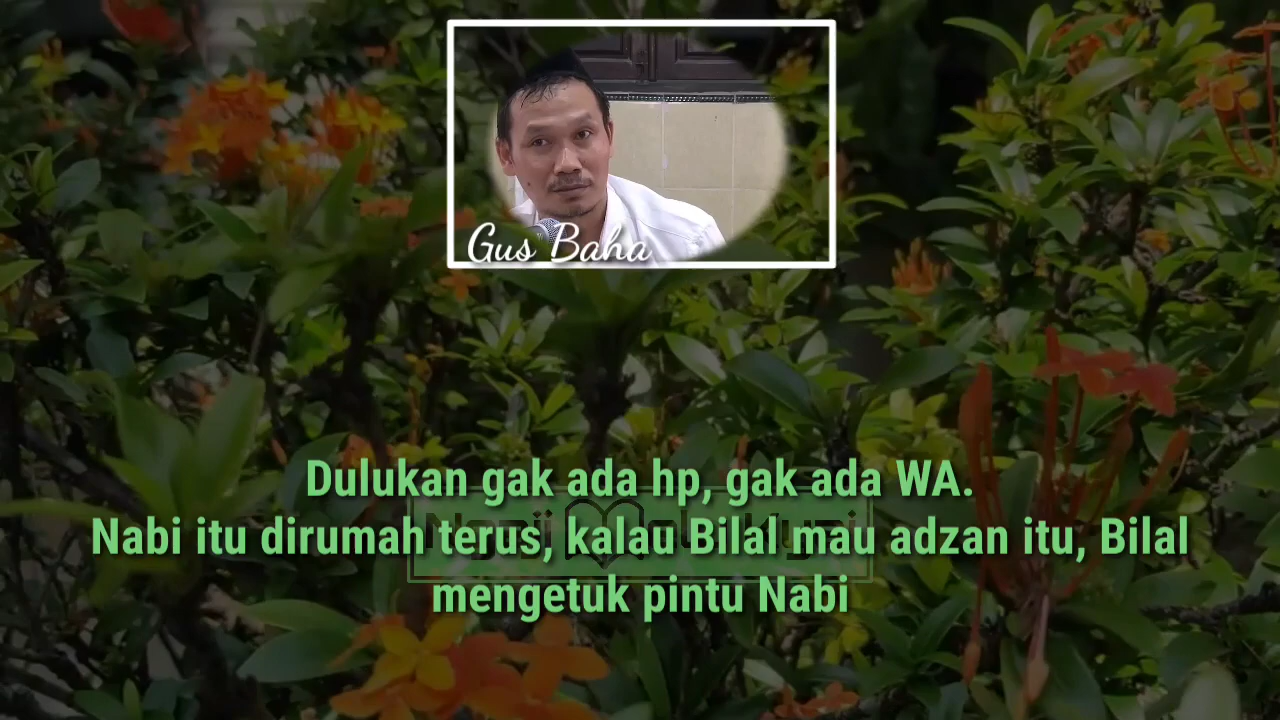 Gus Baha
Dulukan gak ada hp, gak ada WA.
Nabi itu dirumah terus, kalau Bilal mau adzan itu, Bilal
mengetuk pintu Nabi